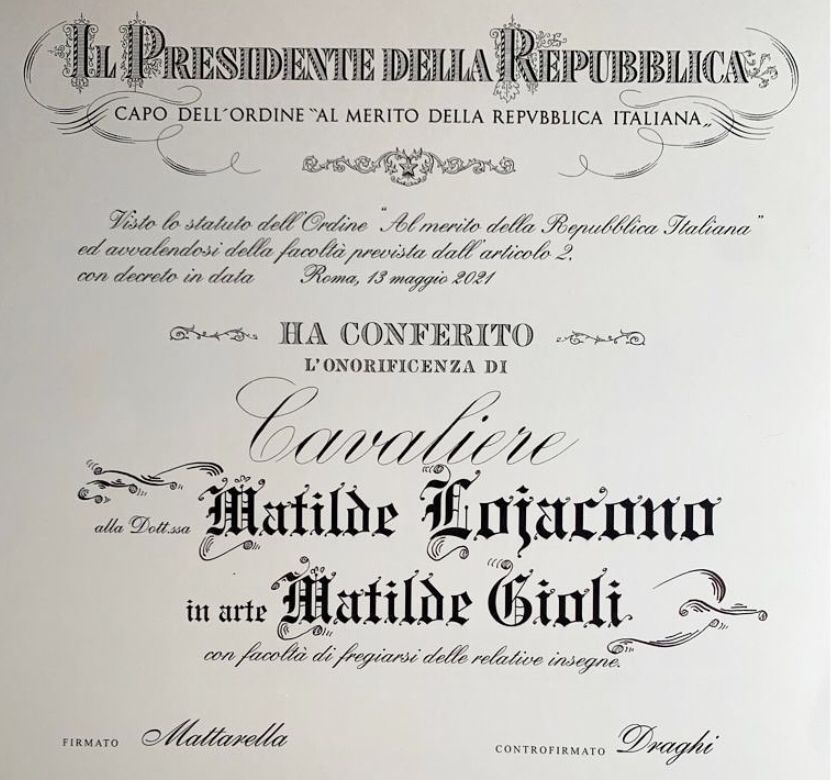 IL PRESIDENTE DELLA REPUBBLICA
CAPO DELL'ORDINE "AL MERITO DELLA REPVBBLICA ITALIANA„
Visto lo statuto dell'Ordine "Al merito della Repubblica Italiana"
ed avvalendosi della facoltà prevista dall'articolo 2,
con decreto in data Roma, 13 maggio 2021
HA CONFERITO
L'ONORIFICENZA DI
Cavaliere
alla Dott.ssa Matilde Lojacono
in arte Matilde Gioli
con facoltà di fregiarsi delle relative insegne.
FIRMATO Mattarella CONTROFIRMATO Draghi